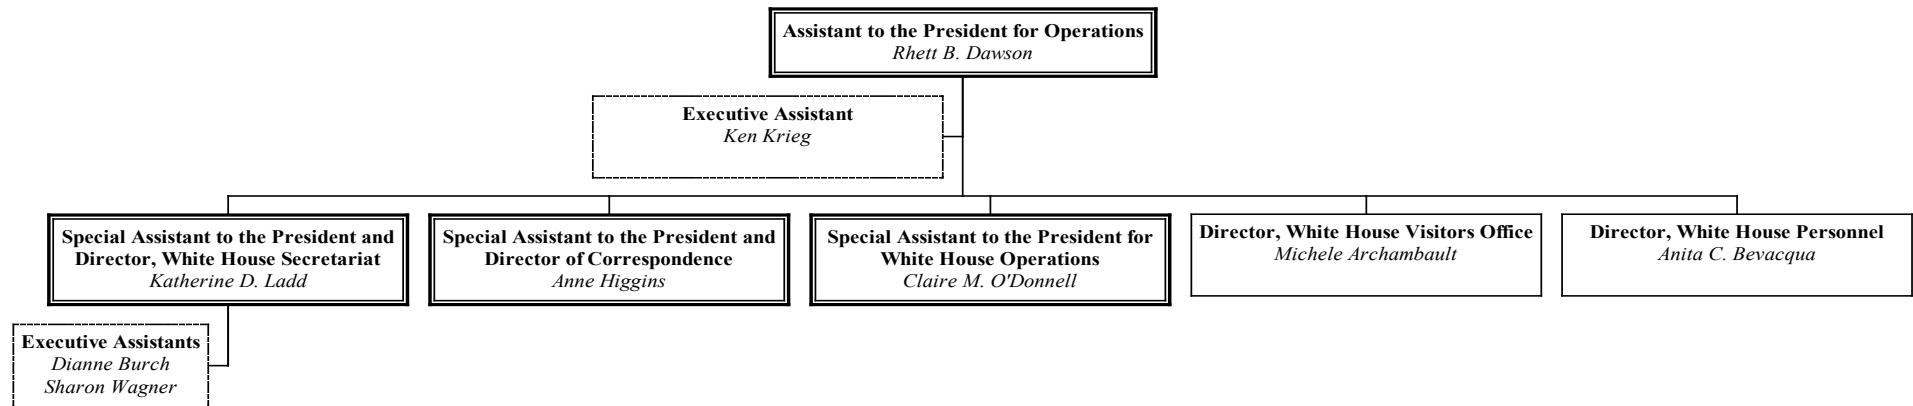 Assistant to the President for Operations
Rhett B. Dawson
Executive Assistant
Ken Krieg
Special Assistant to the President and
Director, White House Secretariat
Katherine D. Ladd
Special Assistant to the President and
Director of Correspondence
Anne Higgins
Special Assistant to the President for
White House Operations
Claire M. O'Donnell
Director, White House Visitors Office
Michele Archambault
Director, White House Personnel
Anita C. Bevacqua
Executive Assistants
Dianne Burch
Sharon Wagner